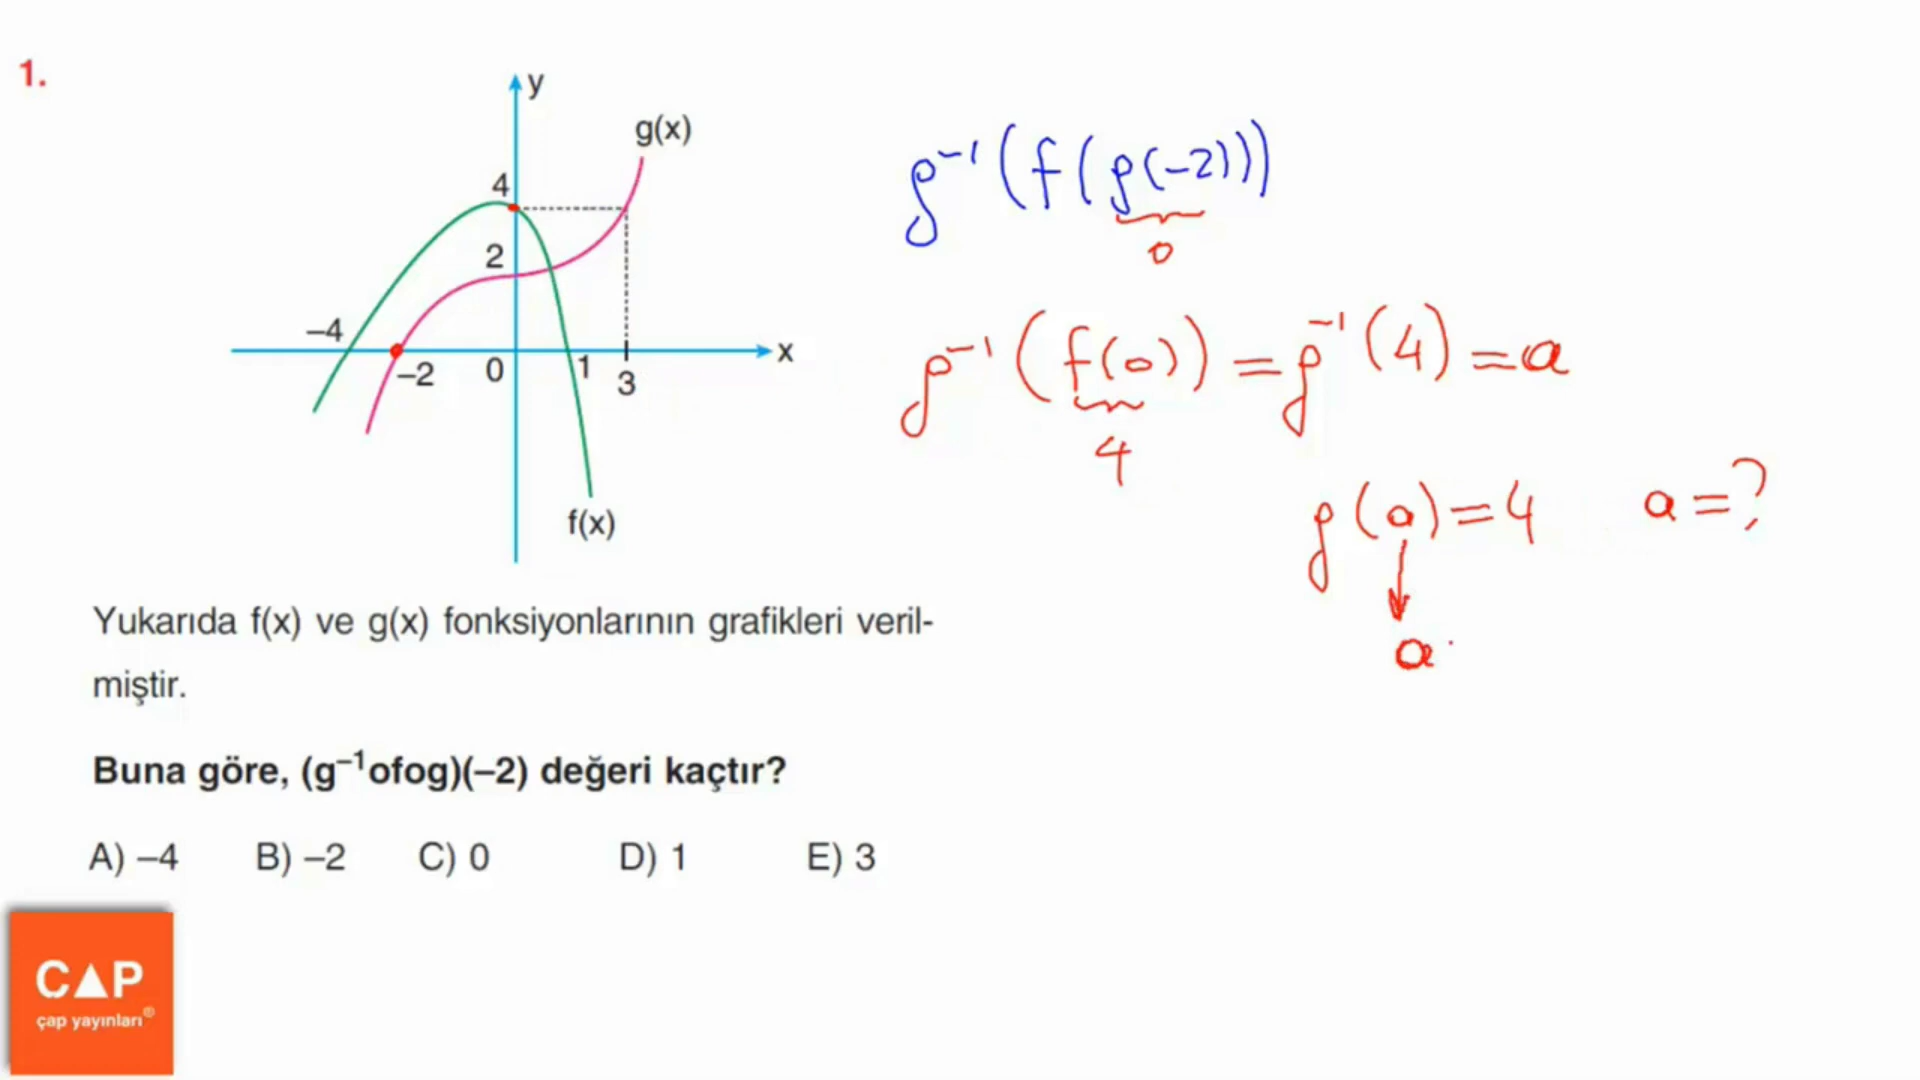 1.
y
g(x)
4
2
–4
–2
0
1
3
x
f(x)
g⁻¹(f(g(-2)))
0
g⁻¹(f(0)) = g⁻¹(4) = a
4
g(a) = 4 a = ?
a
Yukarıda f(x) ve g(x) fonksiyonlarının grafikleri veril-
miştir.
Buna göre, (g⁻¹ofog)(–2) değeri kaçtır?
A) –4 B) –2 C) 0 D) 1 E) 3
CAP
çap yayınları®